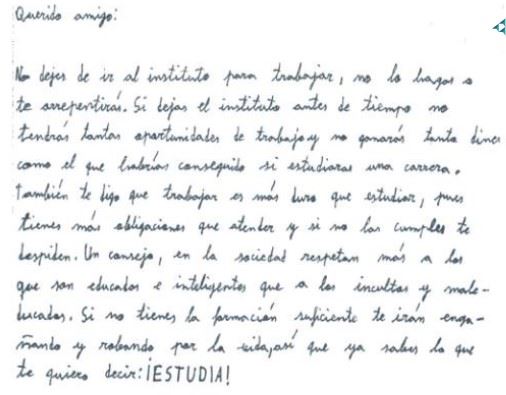 Querido amigo:
No dejes de ir al instituto para trabajar, no lo hagas o
te arrepentirás. Si dejas el instituto antes de tiempo no
tendrás tantas oportunidades de trabajo y no ganarás tanto diner
como el que habrías conseguido si estudiaras una carrera.
También te digo que trabajar es más duro que estudiar, pues
tienes más obligaciones que atender y si no las cumples te
despiden. Un consejo, en la sociedad respetan más a los
que son educados e inteligentes que a los incultos y male-
ducados. Si no tienes la formación suficiente te irán enga-
ñando y robando por la vida, así que ya sabes lo que
te quiero decir: ¡ESTUDIA!